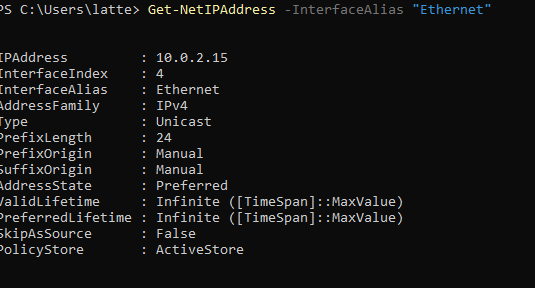 PS C:\Users\latte> Get-NetIPAddress -InterfaceAlias "Ethernet"
IPAddress : 10.0.2.15
InterfaceIndex : 4
InterfaceAlias : Ethernet
AddressFamily : IPv4
Type : Unicast
PrefixLength : 24
PrefixOrigin : Manual
SuffixOrigin : Manual
AddressState : Preferred
ValidLifetime : Infinite ([TimeSpan]::MaxValue)
PreferredLifetime : Infinite ([TimeSpan]::MaxValue)
SkipAsSource : False
PolicyStore : ActiveStore